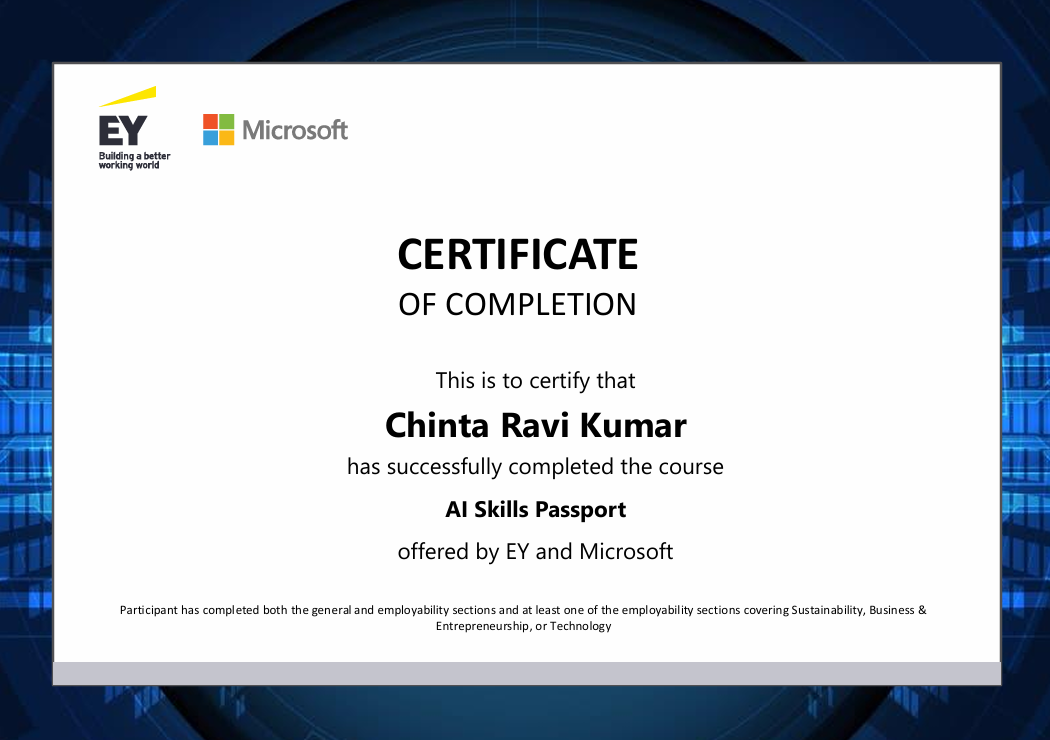 EY
Building a better
working world
Microsoft
CERTIFICATE
OF COMPLETION
This is to certify that
Chinta Ravi Kumar
has successfully completed the course
AI Skills Passport
offered by EY and Microsoft
Participant has completed both the general and employability sections and at least one of the employability sections covering Sustainability, Business &
Entrepreneurship, or Technology